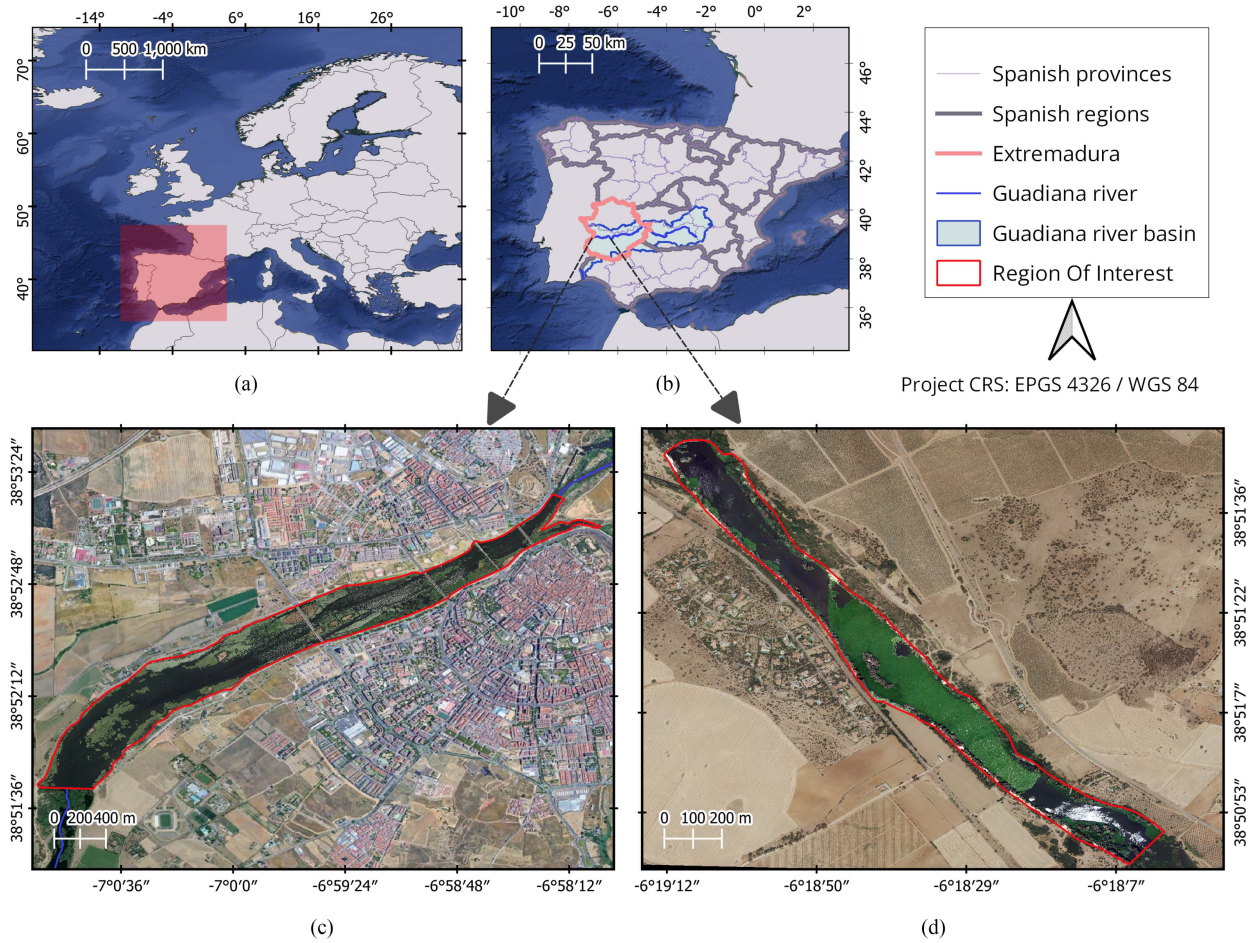 -14° -4° 6° 16° 26°
0 500 1,000 km
70°
60°
50°
40°
(a)
-10° -8° -6° -4° -2° 0° 2°
0 25 50 km
46°
44°
42°
40°
38°
36°
(b)
Spanish provinces
Spanish regions
Extremadura
Guadiana river
Guadiana river basin
Region Of Interest
Project CRS: EPGS 4326 / WGS 84
38°53′24″
38°52′48″
38°52′12″
38°51′36″
0 200 400 m
-7°0′36″ -7°0′0″ -6°59′24″ -6°58′48″ -6°58′12″
(c)
38°51′36″
38°51′22″
38°51′7″
38°50′53″
0 100 200 m
-6°19′12″ -6°18′50″ -6°18′29″ -6°18′7″
(d)